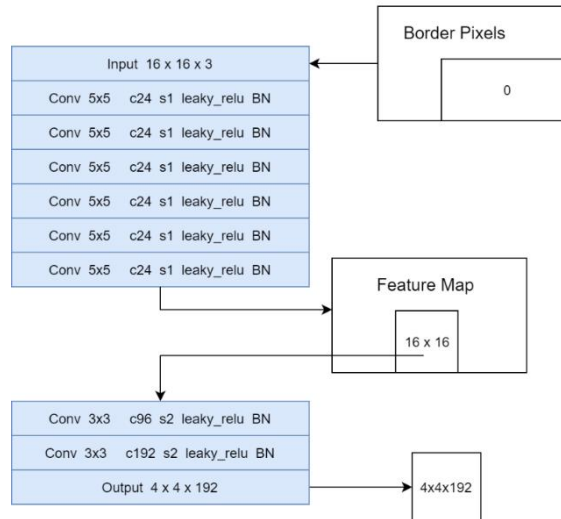 Border Pixels
0
Input 16 x 16 x 3
Conv 5x5 c24 s1 leaky_relu BN
Conv 5x5 c24 s1 leaky_relu BN
Conv 5x5 c24 s1 leaky_relu BN
Conv 5x5 c24 s1 leaky_relu BN
Conv 5x5 c24 s1 leaky_relu BN
Conv 5x5 c24 s1 leaky_relu BN
Feature Map
16 x 16
Conv 3x3 c96 s2 leaky_relu BN
Conv 3x3 c192 s2 leaky_relu BN
Output 4 x 4 x 192
4x4x192